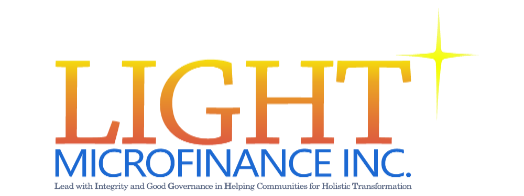 LIGHT
MICROFINANCE INC.
Lead with Integrity and Good Governance in Helping Communities for Holistic Transformation